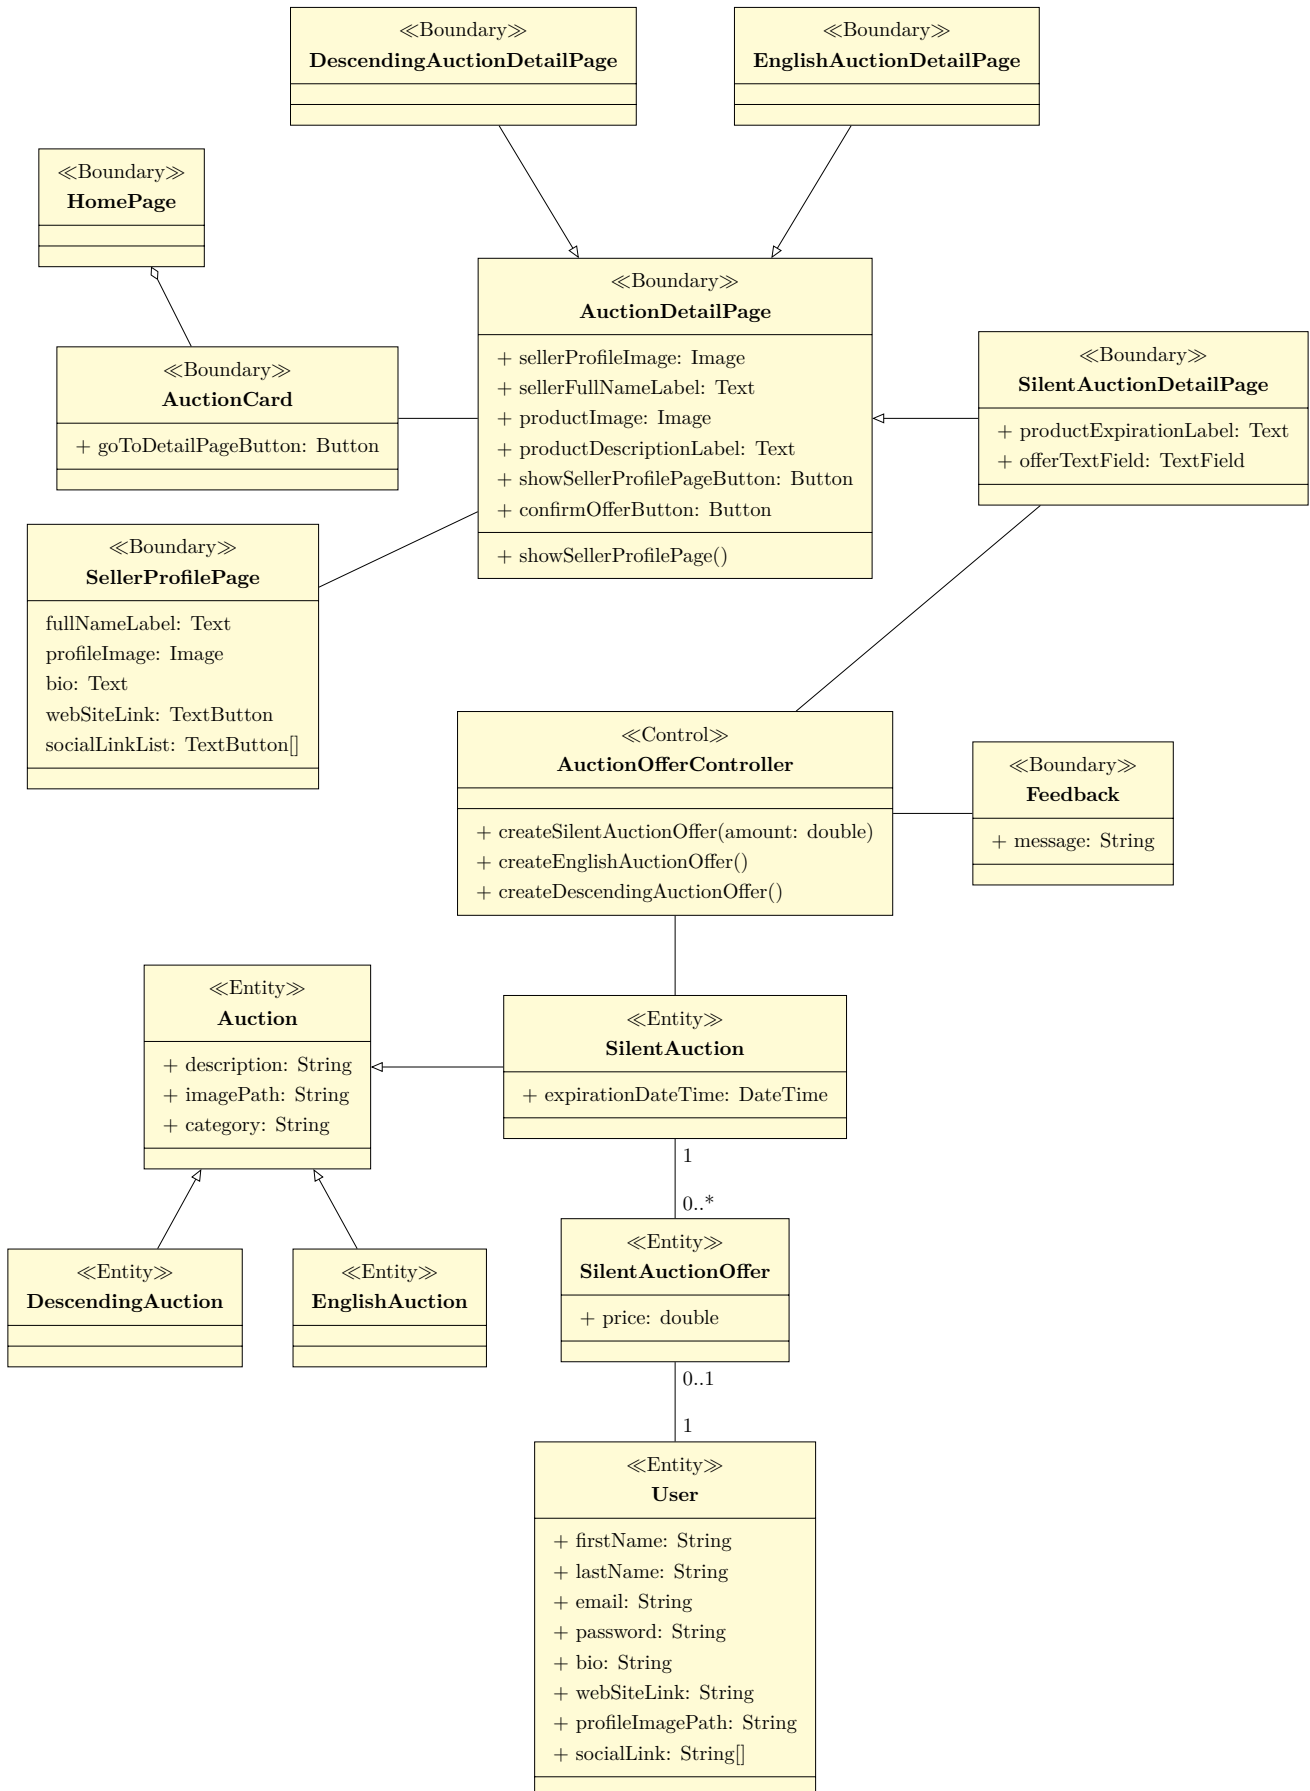 ≪Boundary≫
DescendingAuctionDetailPage
≪Boundary≫
EnglishAuctionDetailPage
≪Boundary≫
HomePage
≪Boundary≫
AuctionDetailPage
+ sellerProfileImage: Image
+ sellerFullNameLabel: Text
+ productImage: Image
+ productDescriptionLabel: Text
+ showSellerProfilePageButton: Button
+ confirmOfferButton: Button
+ showSellerProfilePage()
≪Boundary≫
SilentAuctionDetailPage
+ productExpirationLabel: Text
+ offerTextField: TextField
≪Boundary≫
AuctionCard
+ goToDetailPageButton: Button
≪Boundary≫
SellerProfilePage
fullNameLabel: Text
profileImage: Image
bio: Text
webSiteLink: TextButton
socialLinkList: TextButton[]
≪Control≫
AuctionOfferController
+ createSilentAuctionOffer(amount: double)
+ createEnglishAuctionOffer()
+ createDescendingAuctionOffer()
≪Boundary≫
Feedback
+ message: String
≪Entity≫
Auction
+ description: String
+ imagePath: String
+ category: String
≪Entity≫
SilentAuction
+ expirationDateTime: DateTime
1
0..*
≪Entity≫
DescendingAuction
≪Entity≫
EnglishAuction
≪Entity≫
SilentAuctionOffer
+ price: double
0..1
1
≪Entity≫
User
+ firstName: String
+ lastName: String
+ email: String
+ password: String
+ bio: String
+ webSiteLink: String
+ profileImagePath: String
+ socialLink: String[]